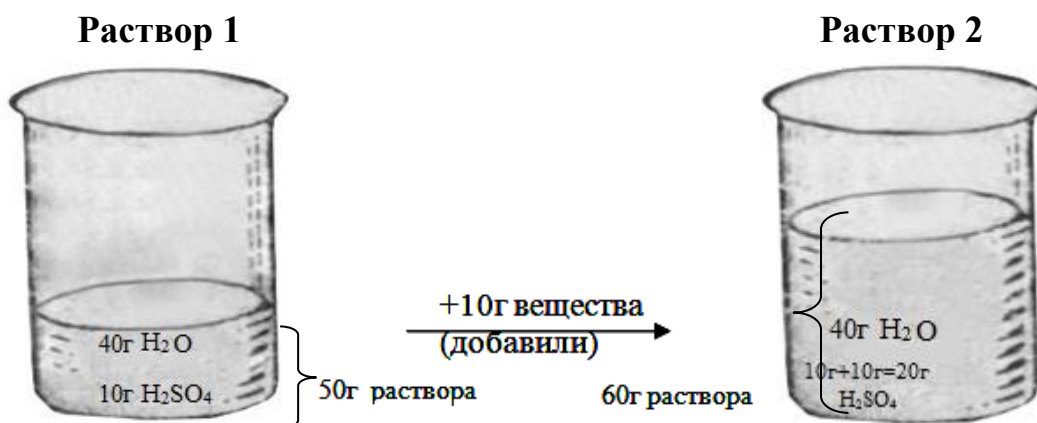 Раствор 1
Раствор 2
40г H₂O
10г H₂SO₄
50г раствора
+10г вещества
(добавили)
60г раствора
40г H₂O
10г+10г=20г
H₂SO₄